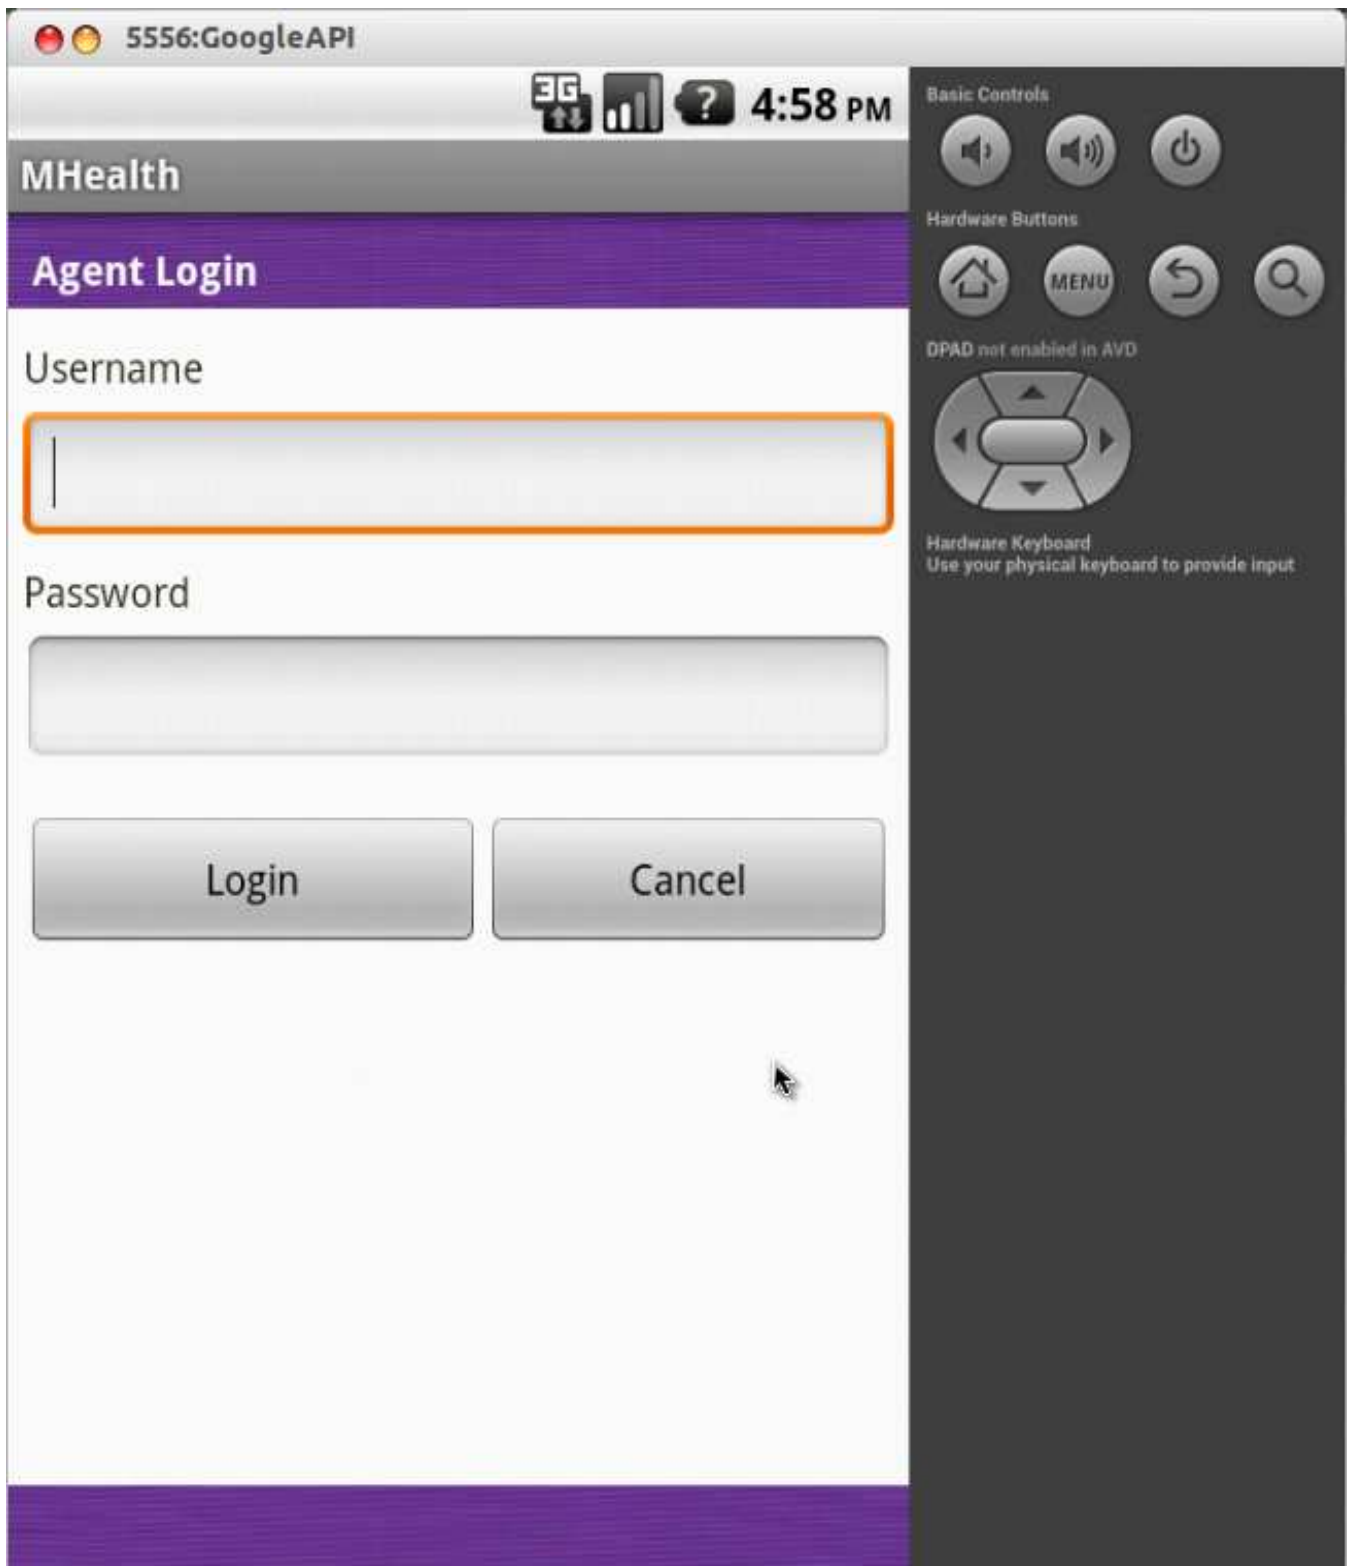 5556:GoogleAPI
3G ? 4:58 PM
MHealth
Agent Login
Username
Password
Login Cancel
Basic Controls
Hardware Buttons
MENU
DPAD not enabled in AVD
Hardware Keyboard
Use your physical keyboard to provide input